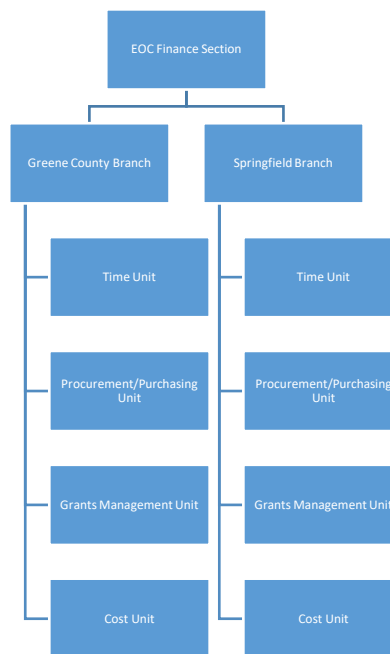 EOC Finance Section
Greene County Branch
Springfield Branch
Time Unit
Time Unit
Procurement/Purchasing
Unit
Procurement/Purchasing
Unit
Grants Management Unit
Grants Management Unit
Cost Unit
Cost Unit